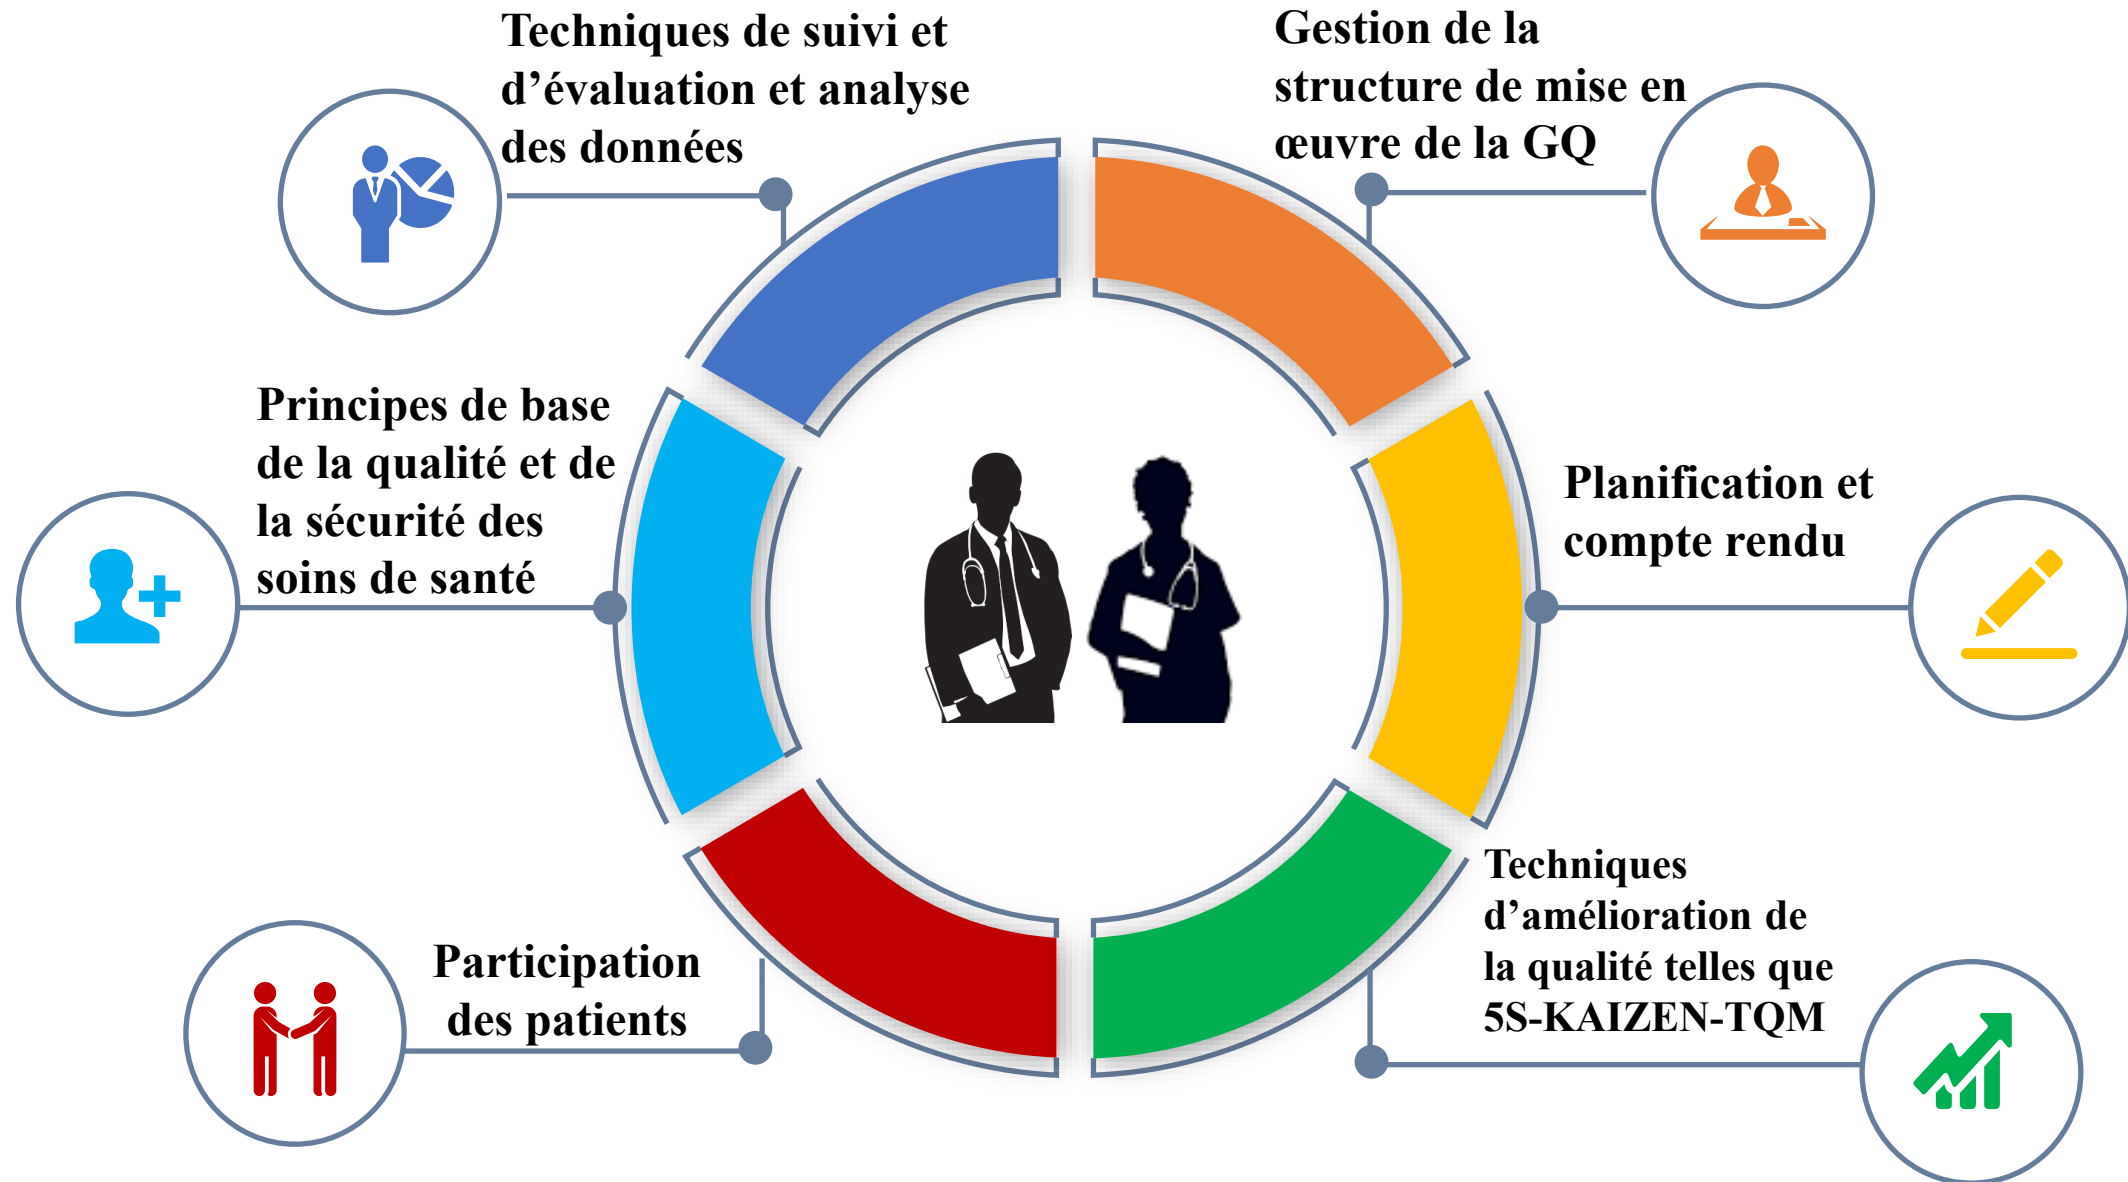 Techniques de suivi et
d’évaluation et analyse
des données
Gestion de la
structure de mise en
œuvre de la GQ
Principes de base
de la qualité et de
la sécurité des
soins de santé
Planification et
compte rendu
Participation
des patients
Techniques
d’amélioration de
la qualité telles que
5S-KAIZEN-TQM